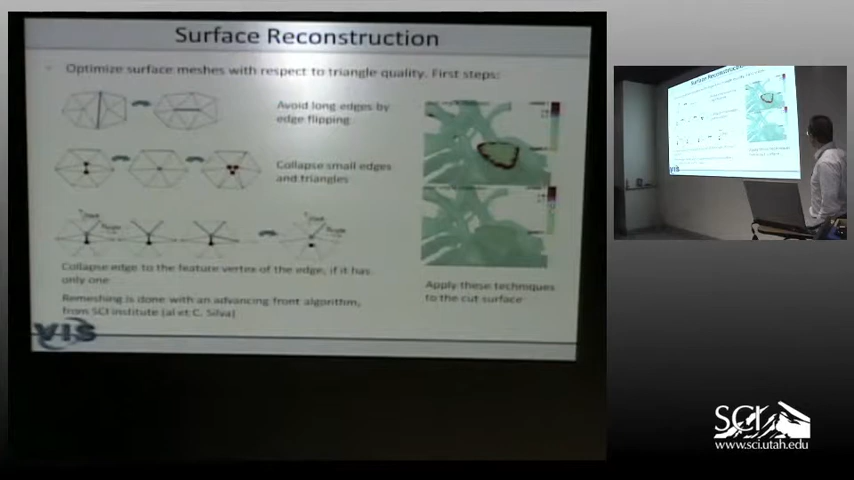 Surface Reconstruction
Optimize surface meshes with respect to triangle quality. First steps:
Avoid long edges by
edge flipping
Collapse small edges
and triangles
Collapse edge to the feature vertex of the edge, if it has
only one
Remeshing is done with an advancing front algorithm,
from SCI institute (al et C. Silva)
Apply these techniques
to the cut surface
VIS
SCI
www.sci.utah.edu